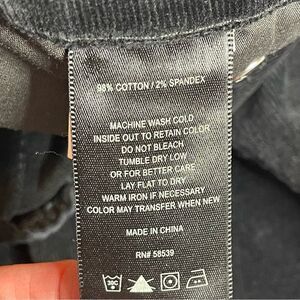 98% COTTON / 2% SPANDEX
MACHINE WASH COLD
INSIDE OUT TO RETAIN COLOR
DO NOT BLEACH
TUMBLE DRY LOW
OR FOR BETTER CARE
LAY FLAT TO DRY
WARM IRON IF NECESSARY
COLOR MAY TRANSFER WHEN NEW
MADE IN CHINA
RN# 58539
30C